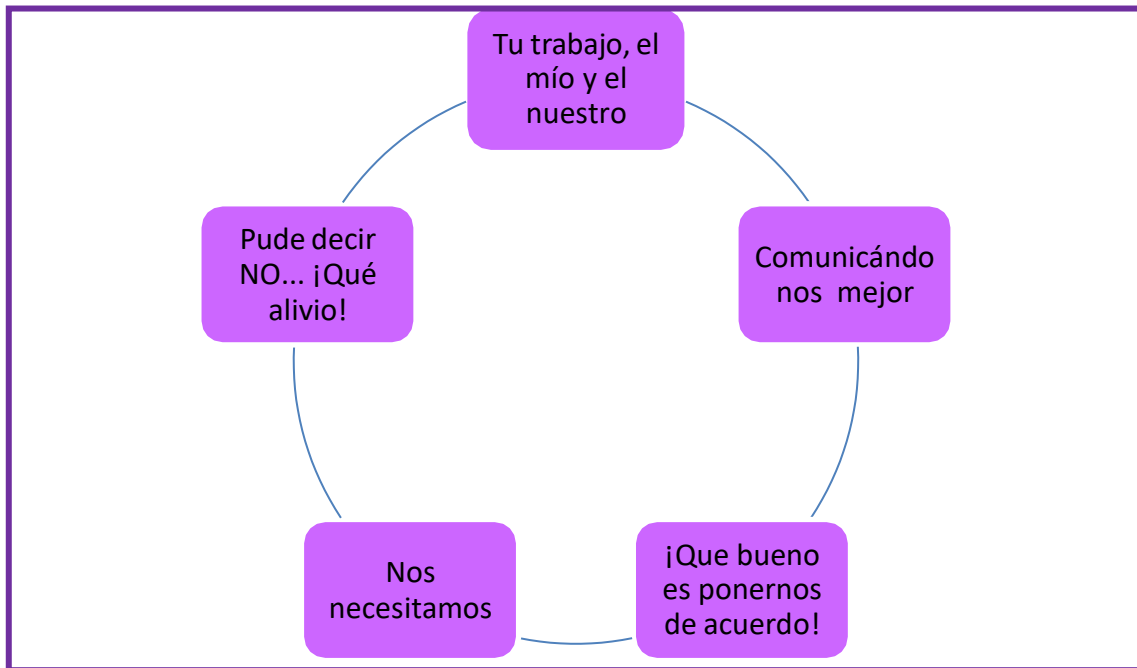 Tu trabajo, el
mío y el
nuestro
Comunicándo
nos mejor
¡Que bueno
es ponernos
de acuerdo!
Nos
necesitamos
Pude decir
NO... ¡Qué
alivio!